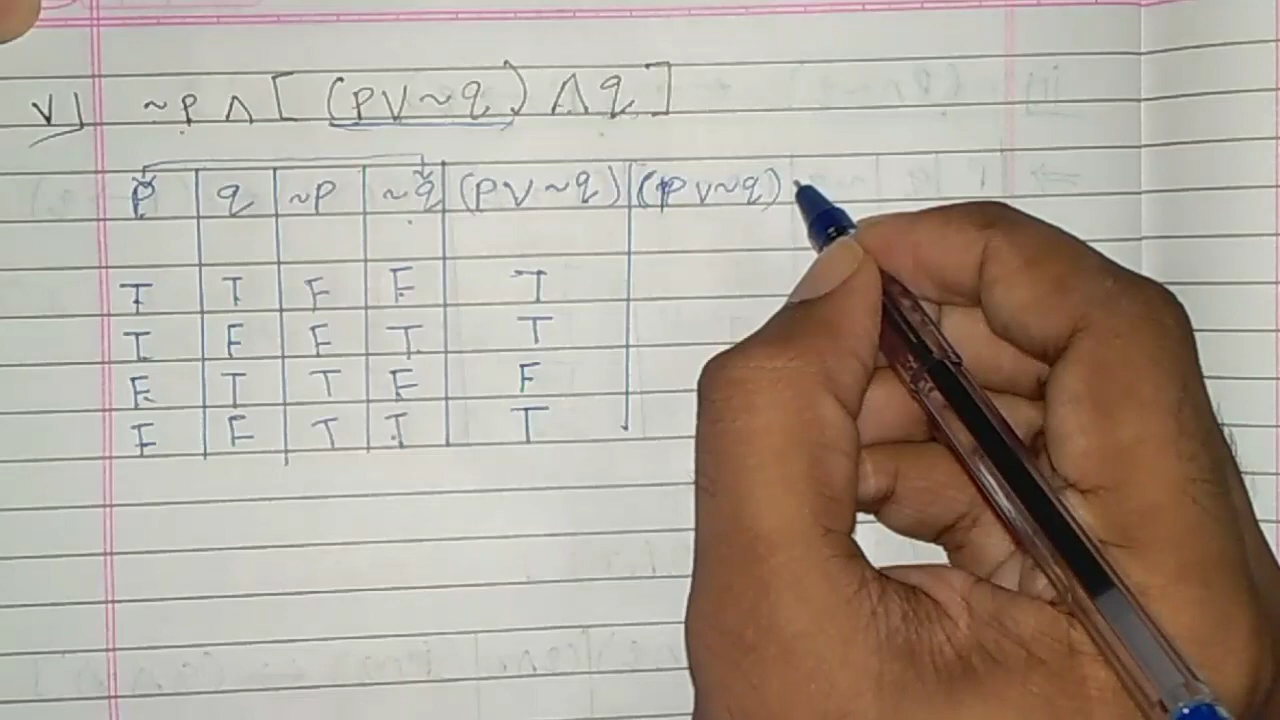 v] ~p ∧ [ (p∨~q) ∧ q ]
p q ~p ~q (p∨~q) (p∨~q)
T T F F T
T F F T T
F T T F F
F F T T T